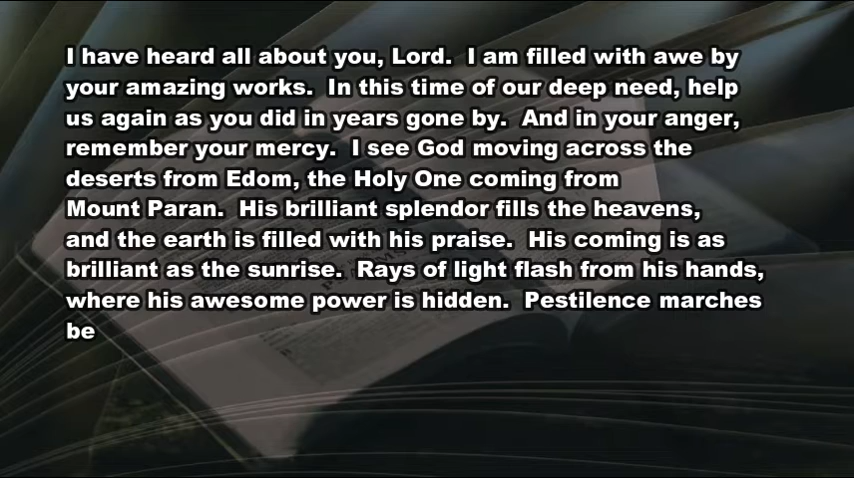 I have heard all about you, Lord.  I am filled with awe by
your amazing works.  In this time of our deep need, help
us again as you did in years gone by.  And in your anger,
remember your mercy.  I see God moving across the
deserts from Edom, the Holy One coming from
Mount Paran.  His brilliant splendor fills the heavens,
and the earth is filled with his praise.  His coming is as
brilliant as the sunrise.  Rays of light flash from his hands,
where his awesome power is hidden.  Pestilence marches
be